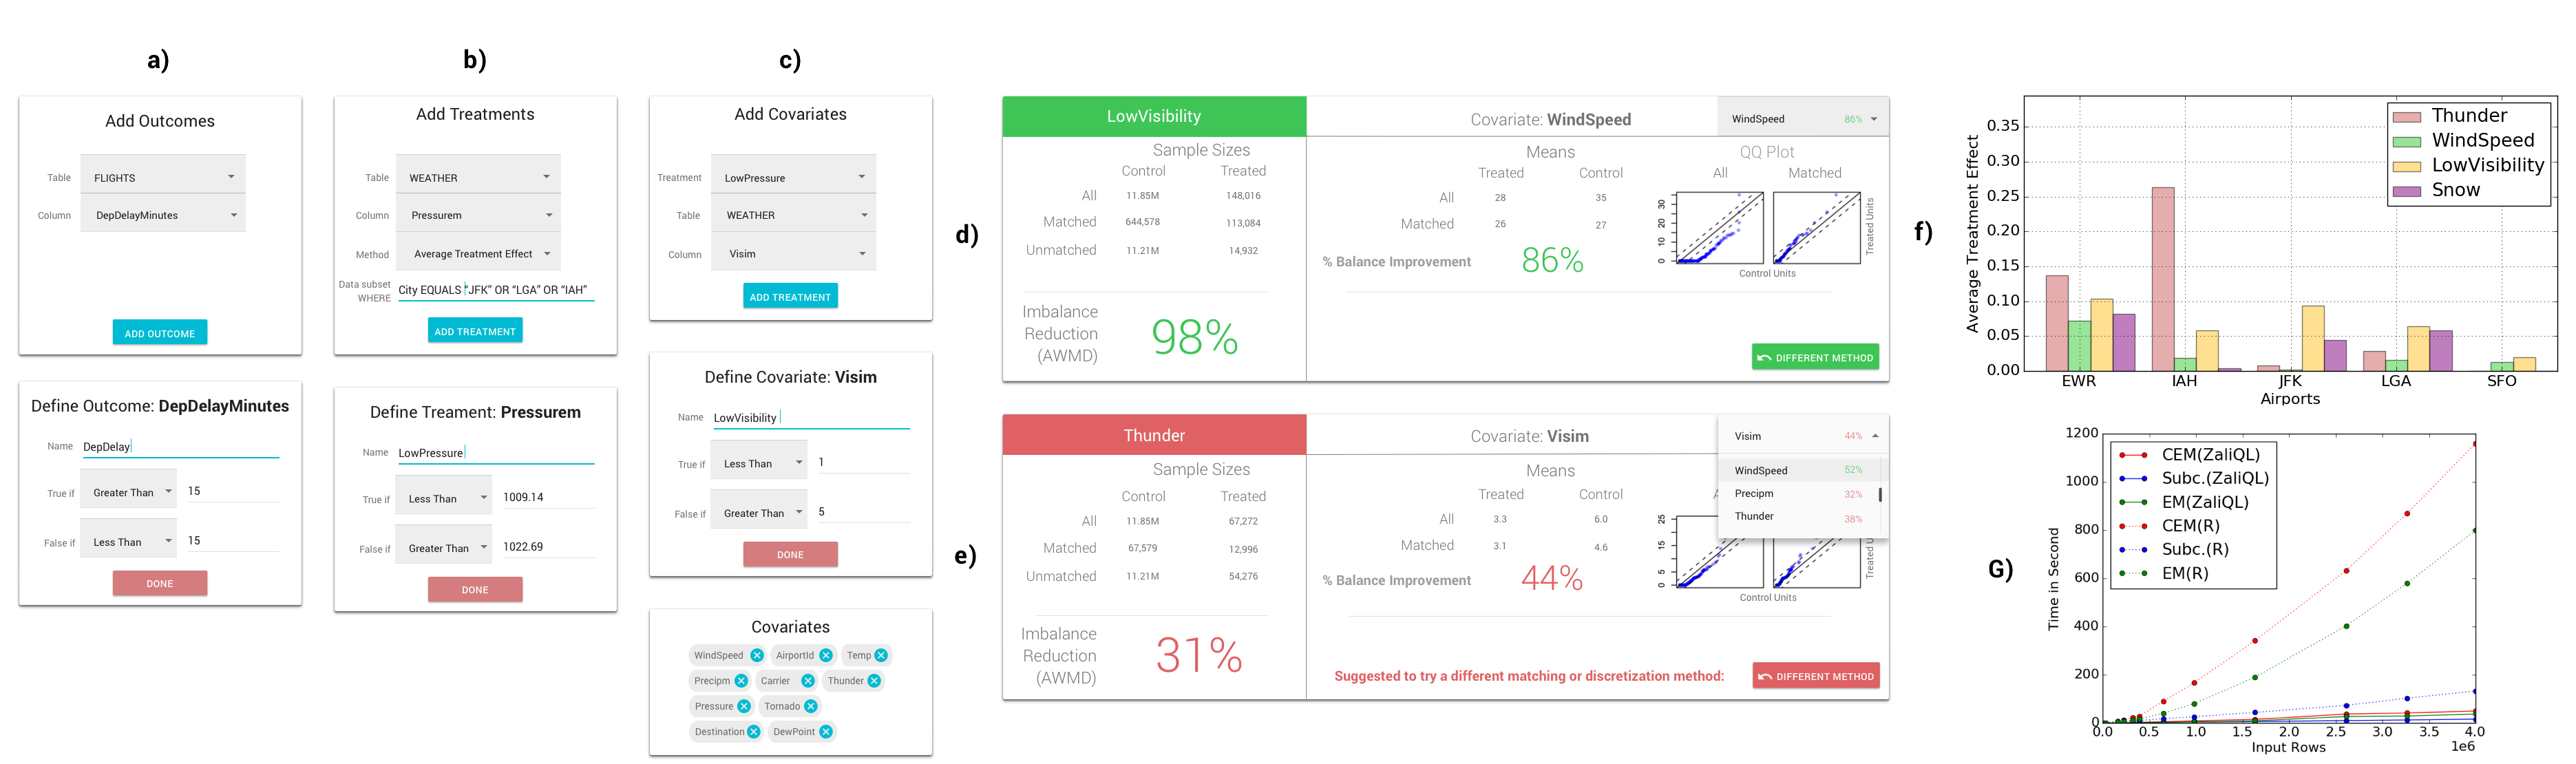 a)
Add Outcomes
Table FLIGHTS
Column DepDelayMinutes
ADD OUTCOME
Define Outcome: DepDelayMinutes
Name DepDelay
True if Greater Than 15
False if Less Than 15
DONE
b)
Add Treatments
Table WEATHER
Column Pressurem
Method Average Treatment Effect
Data subset
WHERE City EQUALS “JFK” OR “LGA” OR “IAH”
ADD TREATMENT
Define Treament: Pressurem
Name LowPressure
True if Less Than 1009.14
False if Greater Than 1022.69
DONE
c)
Add Covariates
Treatment LowPressure
Table WEATHER
Column Visim
ADD TREATMENT
Define Covariate: Visim
Name LowVisibility
True if Less Than 1
False if Greater Than 5
DONE
Covariates
WindSpeed AirportId Temp
Precipm Carrier Thunder
Pressure Tornado
Destination DewPoint
d)
LowVisibility
Sample Sizes
Control Treated
All 11.85M 148,016
Matched 644,578 113,084
Unmatched 11.21M 14,932
Imbalance
Reduction
(AWMD)
98%
Covariate: WindSpeed
WindSpeed 86%
Means
Treated Control
All 28 35
Matched 26 27
% Balance Improvement 86%
QQ Plot
All Matched
0 10 20 30
Treated Units
Control Units
DIFFERENT METHOD
e)
Thunder
Sample Sizes
Control Treated
All 11.85M 67,272
Matched 67,579 12,996
Unmatched 11.21M 54,276
Imbalance
Reduction
(AWMD)
31%
Covariate: Visim
Visim 44%
WindSpeed 52%
Precipm 32%
Thunder 38%
Means
Treated Control
All 3.3 6.0
Matched 3.1 4.6
% Balance Improvement 44%
0 5 15 25
Treated U
Control Units
Suggested to try a different matching or discretization method:
DIFFERENT METHOD
f)
Average Treatment Effect
0.35
0.30
0.25
0.20
0.15
0.10
0.05
0.00
Thunder
WindSpeed
LowVisibility
Snow
EWR IAH JFK LGA SFO
Airports
G)
Time in Second
1200
1000
800
600
400
200
0
CEM(ZaliQL)
Subc.(ZaliQL)
EM(ZaliQL)
CEM(R)
Subc.(R)
EM(R)
0.0 0.5 1.0 1.5 2.0 2.5 3.0 3.5 4.0
1e6
Input Rows